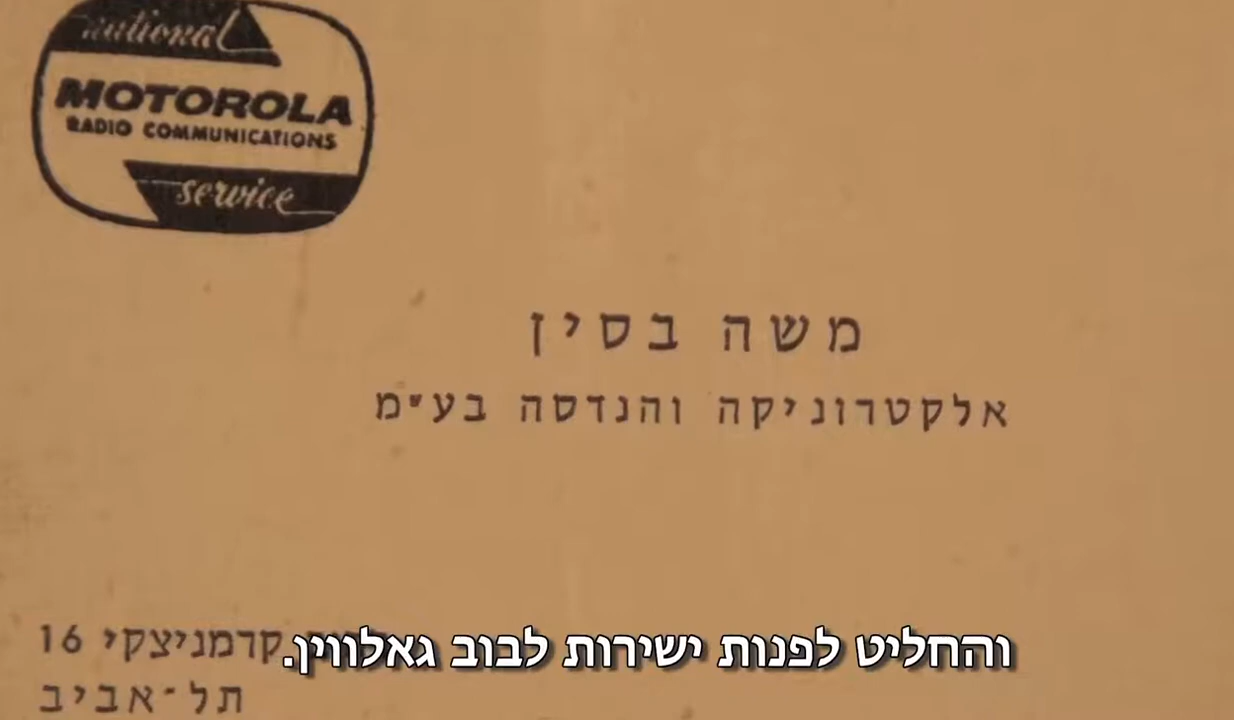 national
MOTOROLA
RADIO COMMUNICATIONS
service
משה בסין
אלקטרוניקה והנדסה בע״מ
קרמניצקי 16
תל־אביב
והחליט לפנות ישירות לבוב גאלווין.